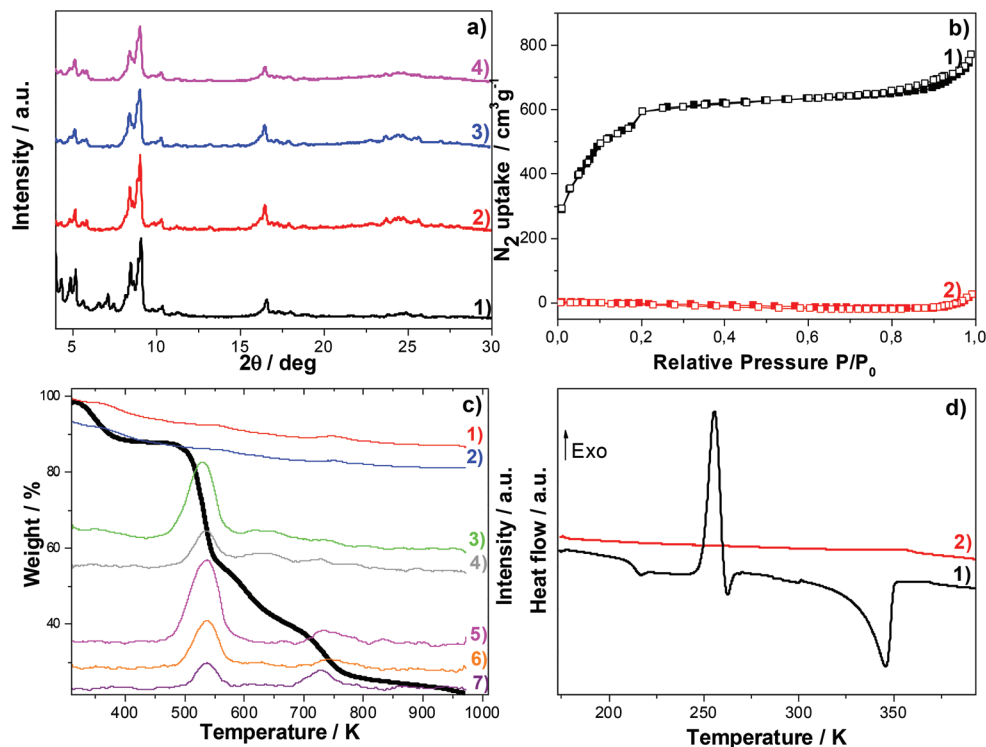 a)
4)
3)
2)
1)
Intensity / a.u.
5 10 15 20 25 30
2θ / deg
b)
1)
2)
800
600
400
200
0
N₂ uptake / cm³g⁻¹
0,0 0,2 0,4 0,6 0,8 1,0
Relative Pressure P/P₀
c)
1)
2)
3)
4)
5)
6)
7)
100
80
60
40
Weight / %
Intensity / a.u.
400 500 600 700 800 900 1000
Temperature / K
d)
Exo
2)
1)
Heat flow / a.u.
200 250 300 350
Temperature / K